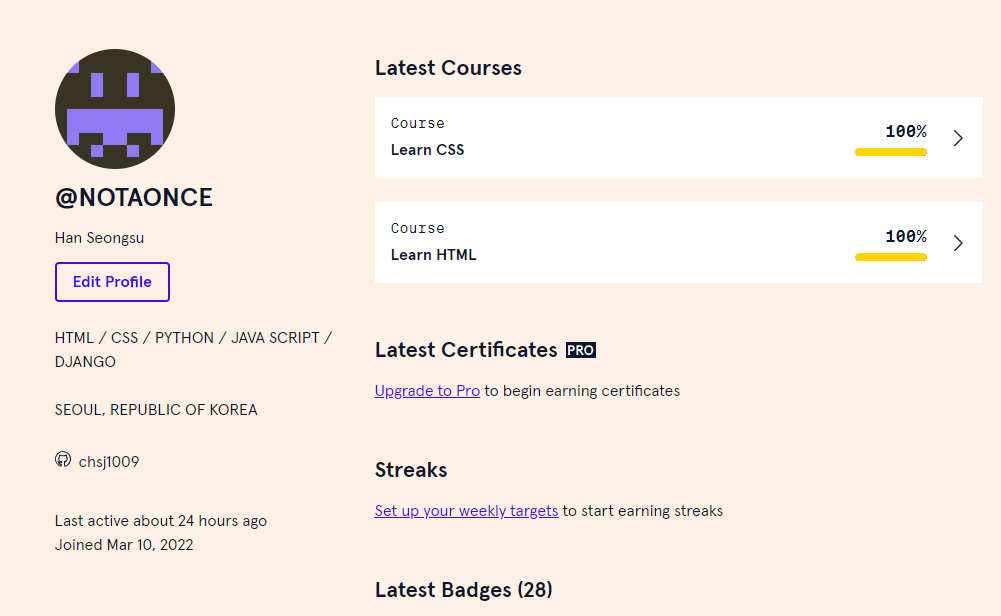 @NOTAONCE
Han Seongsu
Edit Profile
HTML / CSS / PYTHON / JAVA SCRIPT /
DJANGO
SEOUL, REPUBLIC OF KOREA
chsj1009
Last active about 24 hours ago
Joined Mar 10, 2022
Latest Courses
Course
Learn CSS
100%
Course
Learn HTML
100%
Latest Certificates PRO
Upgrade to Pro to begin earning certificates
Streaks
Set up your weekly targets to start earning streaks
Latest Badges (28)